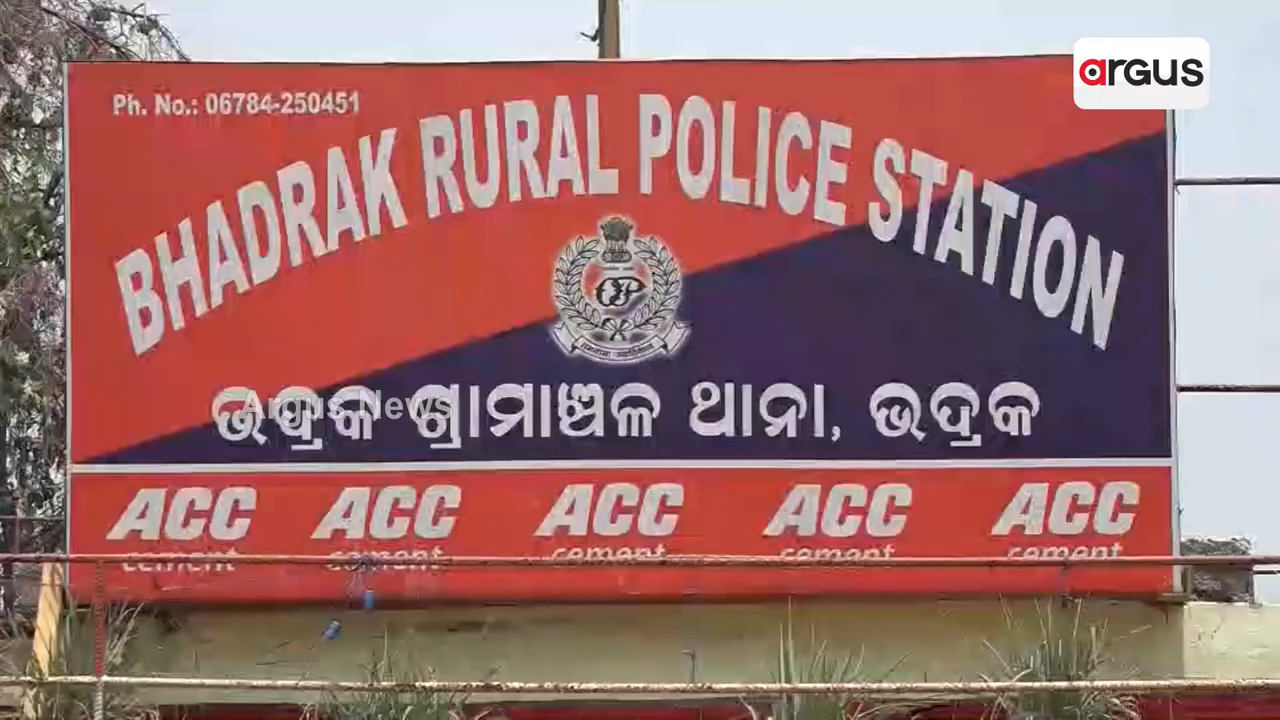 argus
Ph. No.: 06784-250451
BHADRAK RURAL POLICE STATION
ଭଦ୍ରକ ଗ୍ରାମାଞ୍ଚଳ ଥାନା, ଭଦ୍ରକ
Argus News
ACC ACC ACC ACC ACC
cement cement cement cement cement